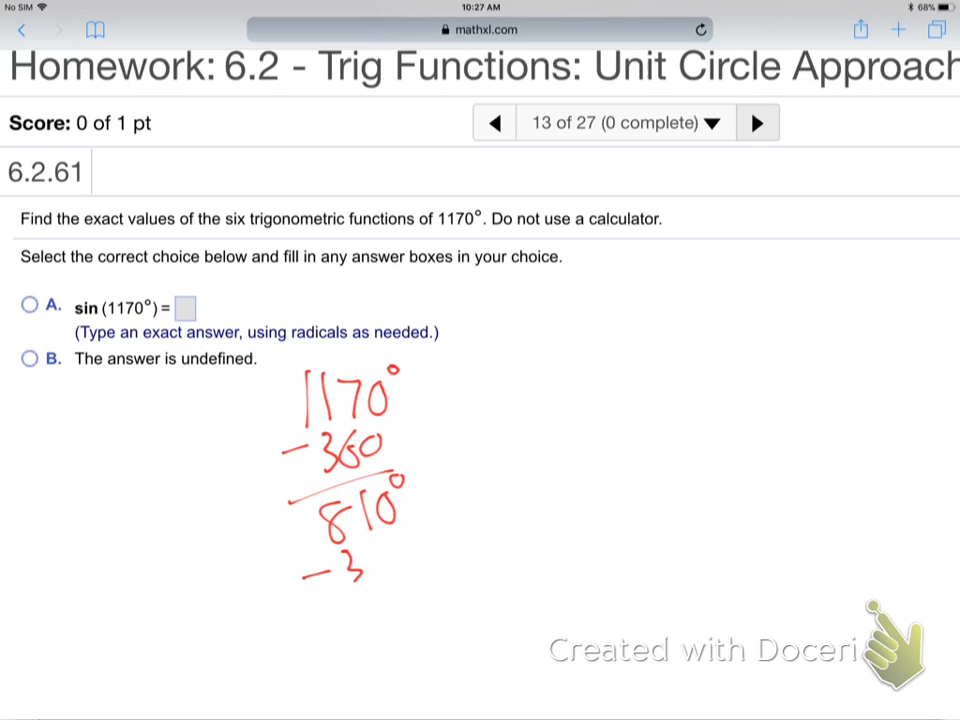 No SIM 10:27 AM 68%
mathxl.com
Homework: 6.2 - Trig Functions: Unit Circle Approach
Score: 0 of 1 pt 13 of 27 (0 complete)
6.2.61
Find the exact values of the six trigonometric functions of 1170°. Do not use a calculator.
Select the correct choice below and fill in any answer boxes in your choice.
A. sin (1170°) =
(Type an exact answer, using radicals as needed.)
B. The answer is undefined.
1170°
- 360
810°
- 3
Created with Doceri